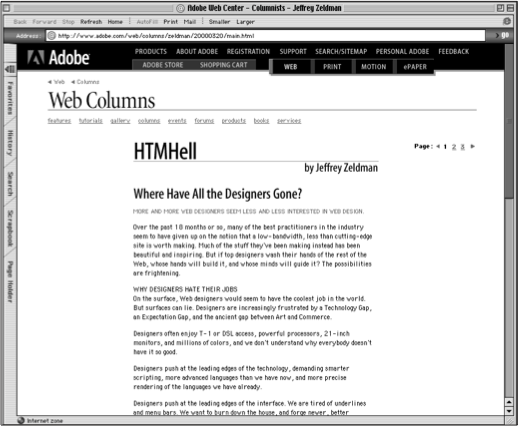 Adobe Web Center - Columnists - Jeffrey Zeldman
Back Forward Stop Refresh Home AutoFill Print Mail Smaller Larger
Address: http://www.adobe.com/web/columns/zeldman/20000320/main.html go
Adobe PRODUCTS ABOUT ADOBE REGISTRATION SUPPORT SEARCH/SITEMAP PERSONAL ADOBE FEEDBACK
ADOBE STORE SHOPPING CART WEB PRINT MOTION ePAPER
Favorites
History
Search
Scrapbook
Page Holder
Web Columns
Web Columns
features tutorials gallery columns events forums products books services
HTMHell
Page: 1 2 3
by Jeffrey Zeldman
Where Have All the Designers Gone?
MORE AND MORE WEB DESIGNERS SEEM LESS AND LESS INTERESTED IN WEB DESIGN.
Over the past 18 months or so, many of the best practitioners in the industry
seem to have given up on the notion that a low-bandwidth, less than cutting-edge
site is worth making. Much of the stuff they've been making instead has been
beautiful and inspiring. But if top designers wash their hands of the rest of the
Web, whose hands will build it, and whose minds will guide it? The possibilities
are frightening.
WHY DESIGNERS HATE THEIR JOBS
On the surface, Web designers would seem to have the coolest job in the world.
But surfaces can lie. Designers are increasingly frustrated by a Technology Gap,
an Expectation Gap, and the ancient gap between Art and Commerce.
Designers often enjoy T-1 or DSL access, powerful processors, 21-inch
monitors, and millions of colors, and we don't understand why everybody doesn't
have it so good.
Designers push at the leading edges of the technology, demanding smarter
scripting, more advanced languages than we have now, and more precise
rendering of the languages we have already.
Designers push at the leading edges of the interface. We are tired of underlines
and menu bars. We want to burn down the house, and forge newer, better
Internet zone